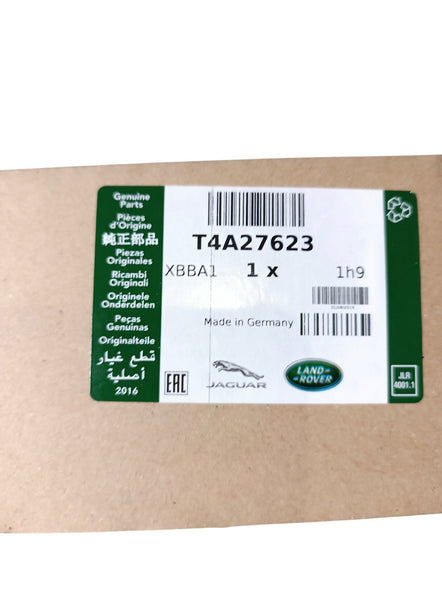 Genuine
Parts
Pièces
d'Origine
純正部品
Piezas
Originales
Ricambi
Originali
Originele
Onderdelen
Peças
Genuinas
Originalteile
قطع غيار
أصلية
2016
T4A27623
XBBA1 1 x 1h9
Made in Germany
EAC
JAGUAR
LAND
ROVER
JLR
4001.1